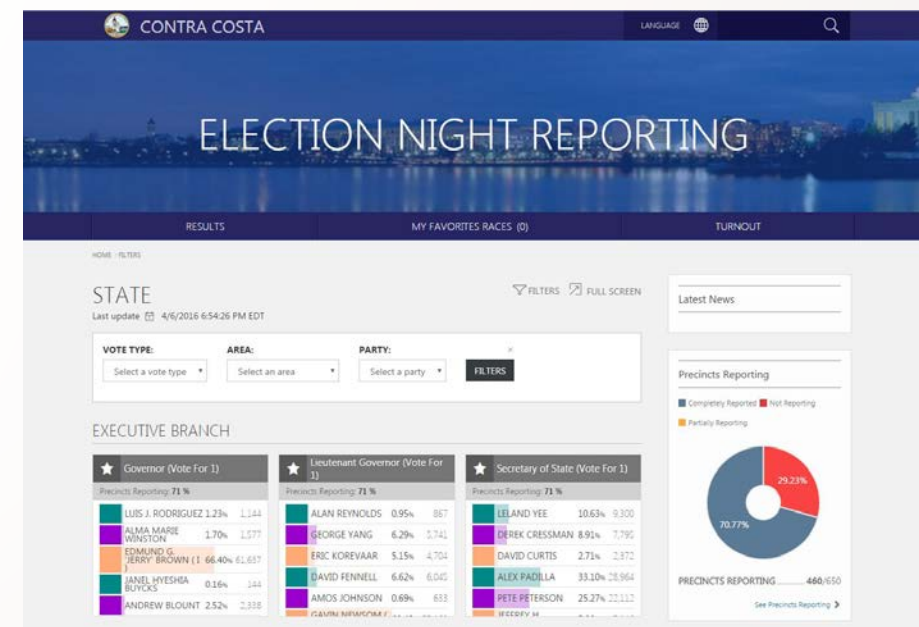 CONTRA COSTA
LANGUAGE
ELECTION NIGHT REPORTING
RESULTS
MY FAVORITES RACES (0)
TURNOUT
HOME : FILTERS
STATE
FILTERS
FULL SCREEN
Last update 4/6/2016 6:54:26 PM EDT
VOTE TYPE:
AREA:
PARTY:
×
Select a vote type
Select an area
Select a party
FILTERS
EXECUTIVE BRANCH
Governor (Vote For 1)
Precincts Reporting: 71 %
LUIS J. RODRIGUEZ 1.23% 1,144
ALMA MARIE
WINSTON 1.70% 1,577
EDMUND G.
'JERRY' BROWN ( I
) 66.40% 61,687
JANEL HYESHIA
BUYCKS 0.16% 144
ANDREW BLOUNT 2.52% 2,338
Lieutenant Governor (Vote For
1)
Precincts Reporting: 71 %
ALAN REYNOLDS 0.95% 867
GEORGE YANG 6.29% 5,741
ERIC KOREVAAR 5.15% 4,704
DAVID FENNELL 6.62% 6,045
AMOS JOHNSON 0.69% 633
GAVIN NEWSOM (
Secretary of State (Vote For 1)
Precincts Reporting: 71 %
LELAND YEE 10.63% 9,300
DEREK CRESSMAN 8.91% 7,795
DAVID CURTIS 2.71% 2,372
ALEX PADILLA 33.10% 28,964
PETE PETERSON 25.27% 22,112
JEFFREY H.
Latest News
Precincts Reporting
Completely Reported
Not Reporting
Partially Reporting
29.23%
70.77%
PRECINCTS REPORTING 460/650
See Precincts Reporting